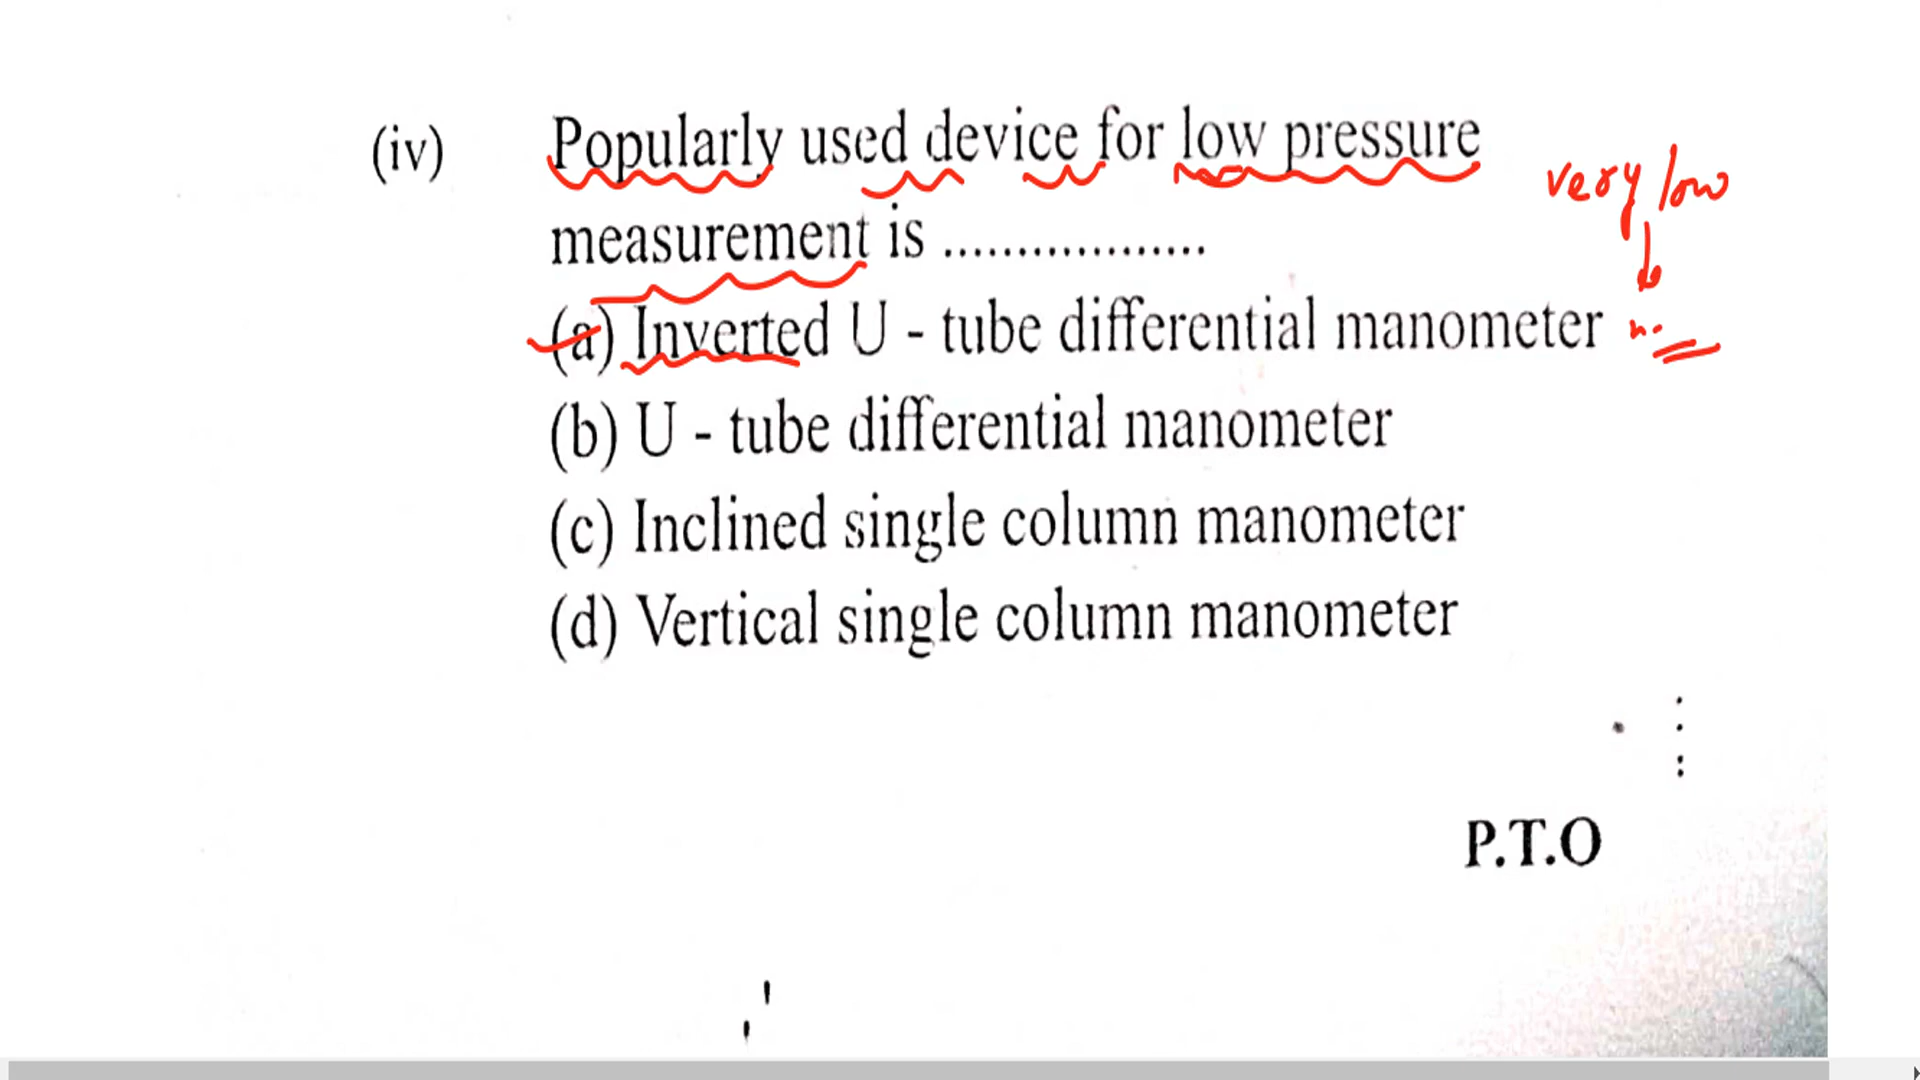 (iv) Popularly used device for low pressure
very low
measurement is ..................
(a) Inverted U - tube differential manometer
(b) U - tube differential manometer
(c) Inclined single column manometer
(d) Vertical single column manometer
P.T.O